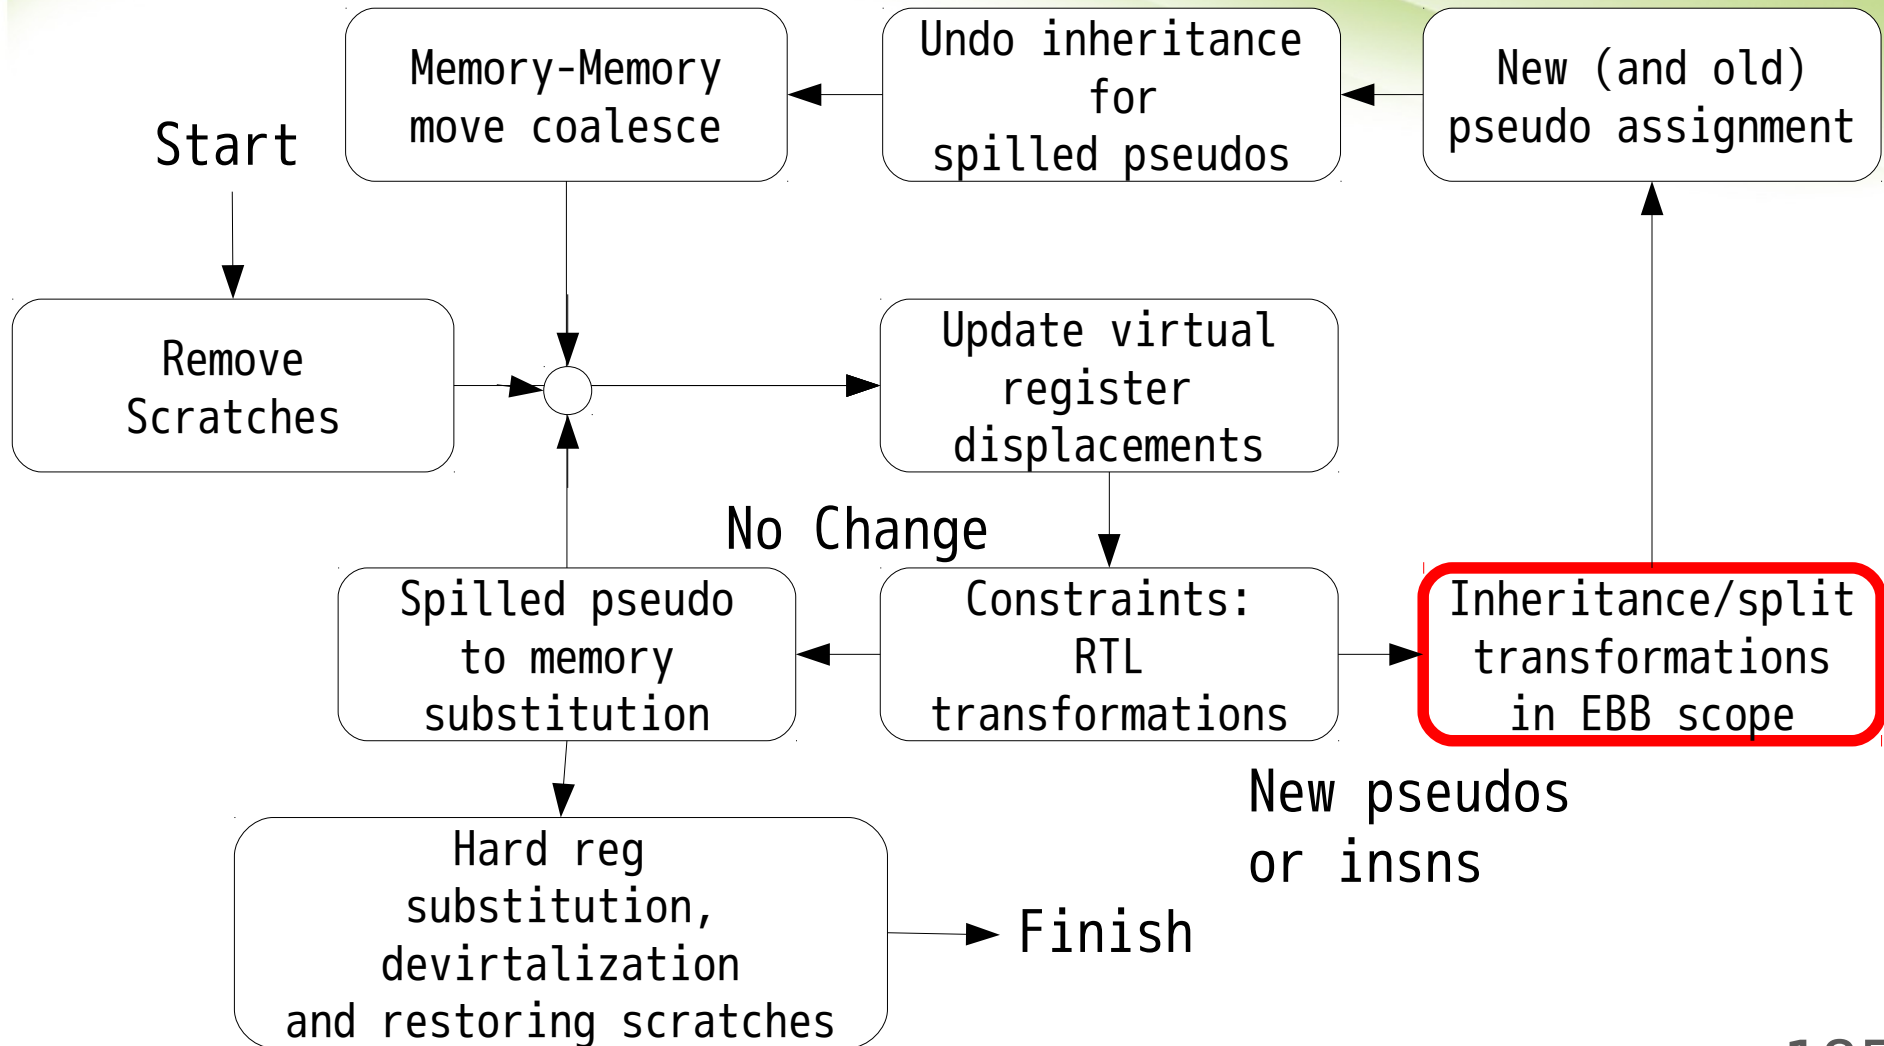 Memory-Memory
move coalesce
Undo inheritance
for
spilled pseudos
New (and old)
pseudo assignment
Start
Remove
Scratches
Update virtual
register
displacements
No Change
Spilled pseudo
to memory
substitution
Constraints:
RTL
transformations
Inheritance/split
transformations
in EBB scope
New pseudos
or insns
Hard reg
substitution,
devirtalization
and restoring scratches
Finish